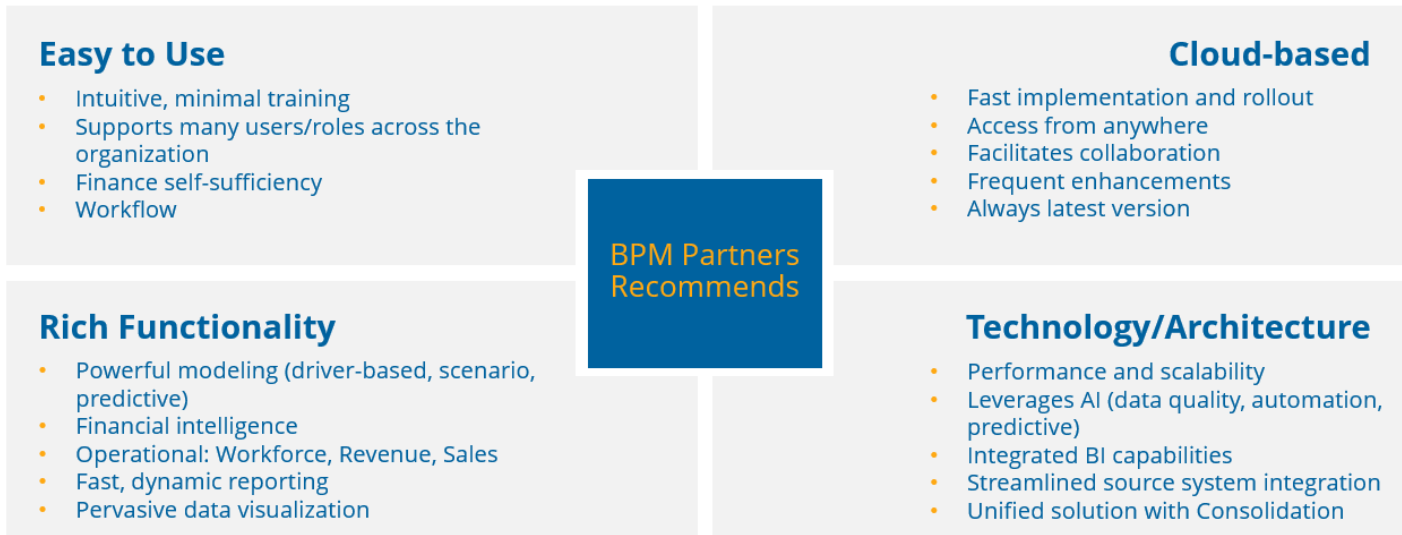 Easy to Use
• Intuitive, minimal training
• Supports many users/roles across the
organization
• Finance self-sufficiency
• Workflow
Cloud-based
• Fast implementation and rollout
• Access from anywhere
• Facilitates collaboration
• Frequent enhancements
• Always latest version
BPM Partners
Recommends
Rich Functionality
• Powerful modeling (driver-based, scenario,
predictive)
• Financial intelligence
• Operational: Workforce, Revenue, Sales
• Fast, dynamic reporting
• Pervasive data visualization
Technology/Architecture
• Performance and scalability
• Leverages AI (data quality, automation,
predictive)
• Integrated BI capabilities
• Streamlined source system integration
• Unified solution with Consolidation